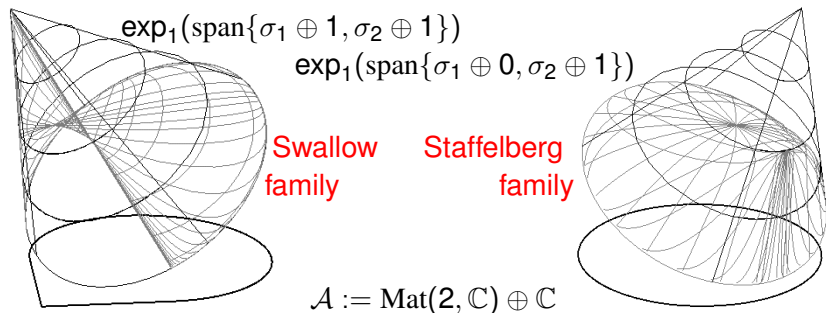 exp₁(span{σ₁ ⊕ 1, σ₂ ⊕ 1})
exp₁(span{σ₁ ⊕ 0, σ₂ ⊕ 1})
Swallow
family
Staffelberg
family
𝒜 := Mat(2, ℂ) ⊕ ℂ